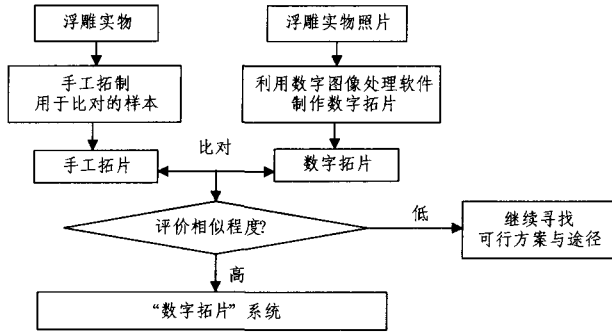 浮雕实物
浮雕实物照片
手工拓制
用于比对的样本
利用数字图像处理软件
制作数字拓片
比对
手工拓片
数字拓片
评价相似程度?
低
继续寻找
可行方案与途径
高
“数字拓片”系统